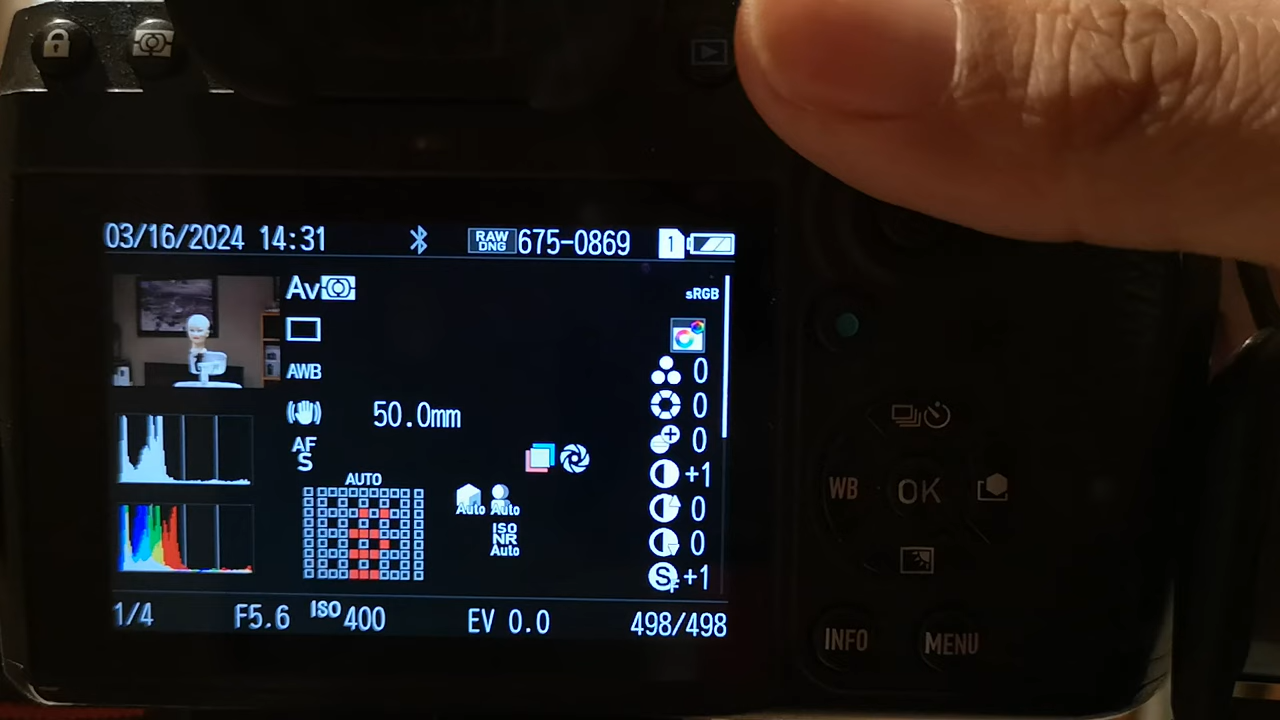 03/16/2024 14:31 RAW DNG 675-0869 1
Av sRGB
AWB 0
50.0mm 0
AF S 0
AUTO +1
Auto Auto 0
ISO NR Auto 0
S +1
1/4 F5.6 ISO 400 EV 0.0 498/498
WB OK
INFO MENU